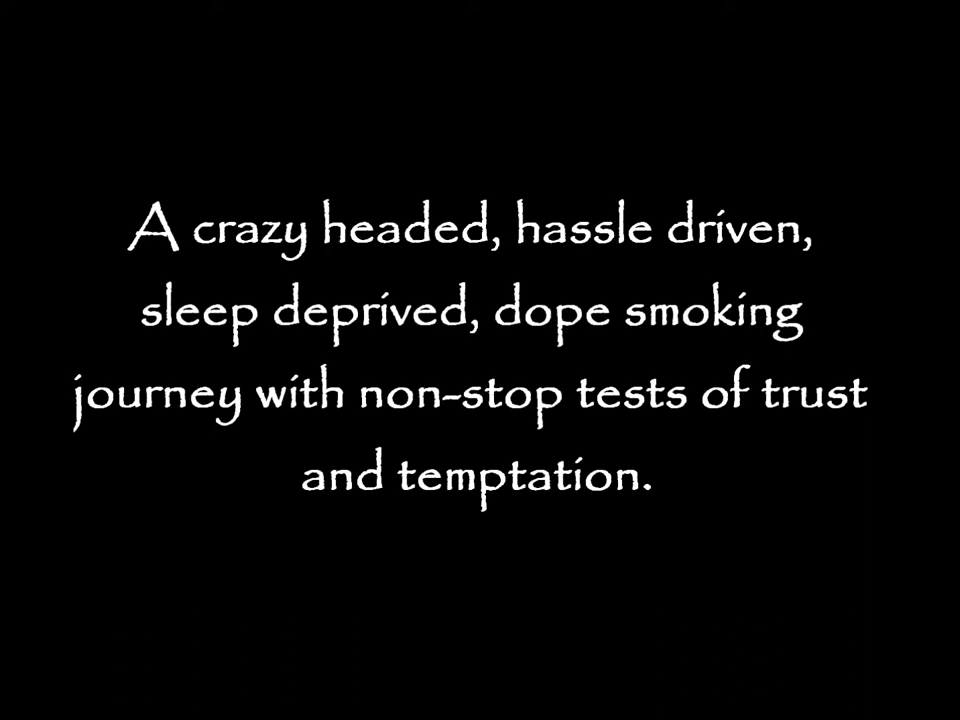 A crazy headed, hassle driven,
sleep deprived, dope smoking
journey with non-stop tests of trust
and temptation.